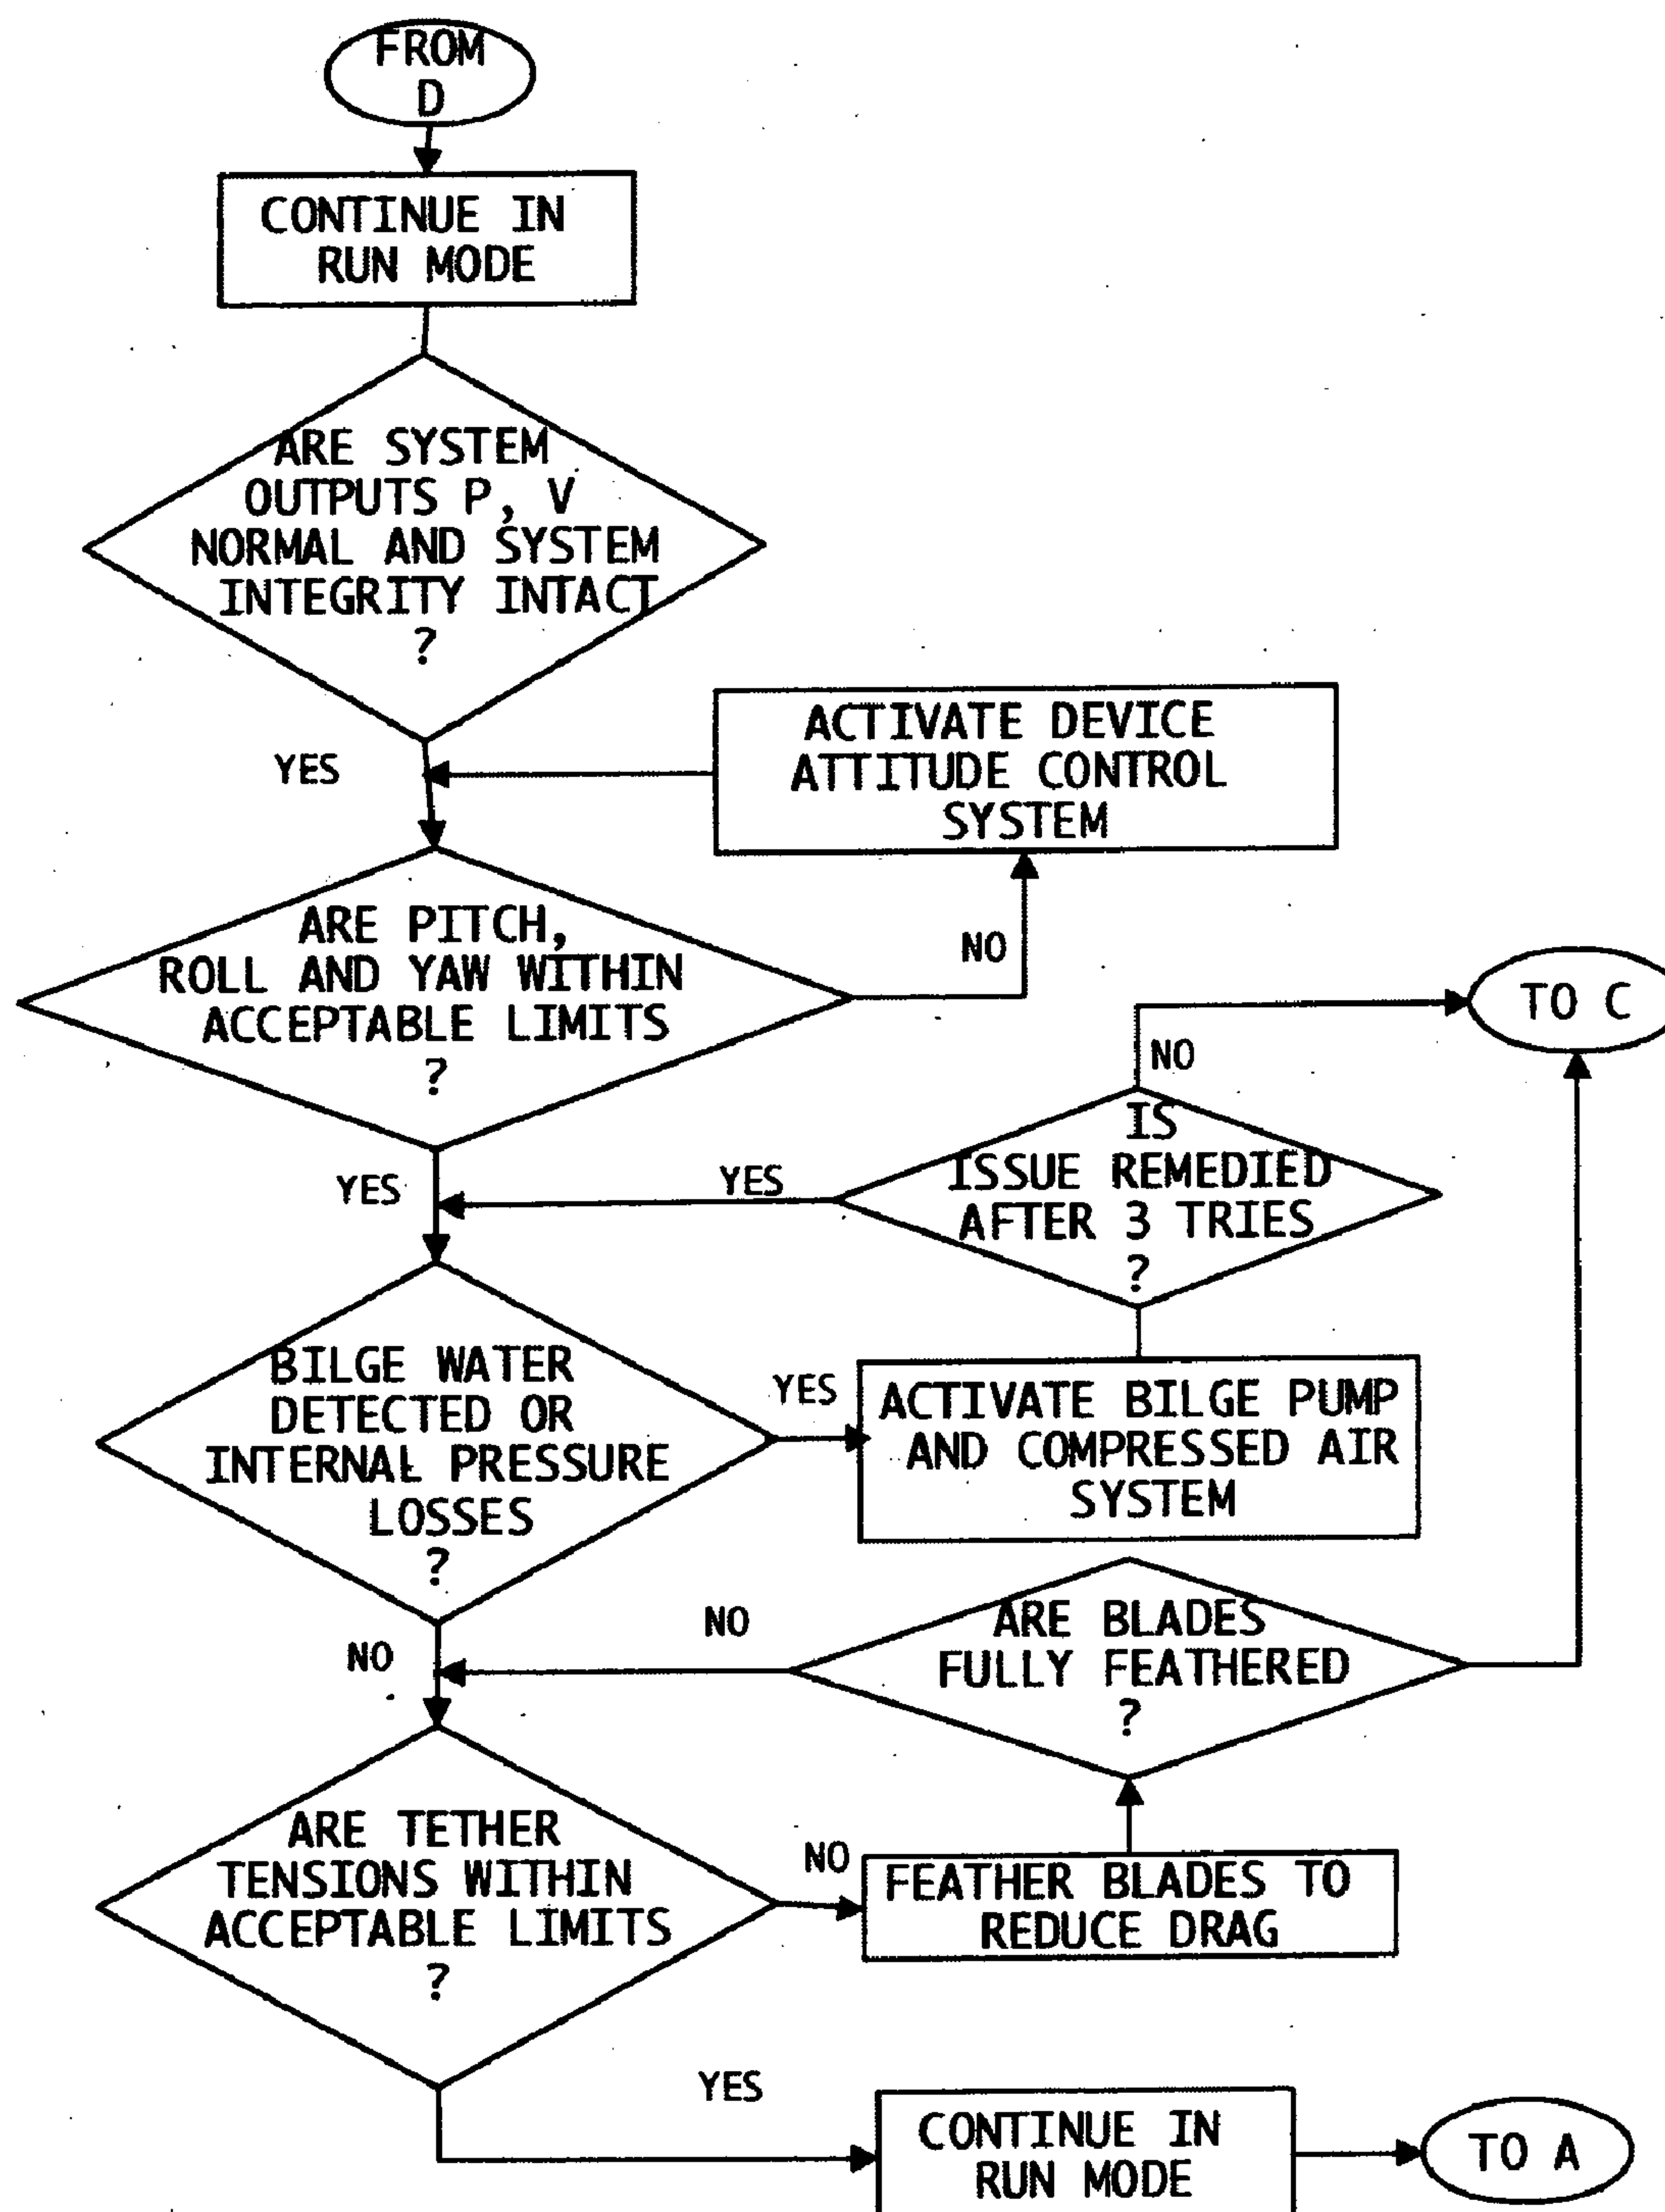 FROM
D
CONTINUE IN
RUN MODE
ARE SYSTEM
OUTPUTS P, V
NORMAL AND SYSTEM
INTEGRITY INTACT
?
YES
ACTIVATE DEVICE
ATTITUDE CONTROL
SYSTEM
ARE PITCH,
ROLL AND YAW WITHIN
ACCEPTABLE LIMITS
?
NO
TO C
NO
IS
ISSUE REMEDIED
AFTER 3 TRIES
?
YES
YES
BILGE WATER
DETECTED OR
INTERNAL PRESSURE
LOSSES
?
YES
ACTIVATE BILGE PUMP
AND COMPRESSED AIR
SYSTEM
NO
NO
ARE BLADES
FULLY FEATHERED
?
ARE TETHER
TENSIONS WITHIN
ACCEPTABLE LIMITS
?
NO
FEATHER BLADES TO
REDUCE DRAG
YES
CONTINUE IN
RUN MODE
TO A